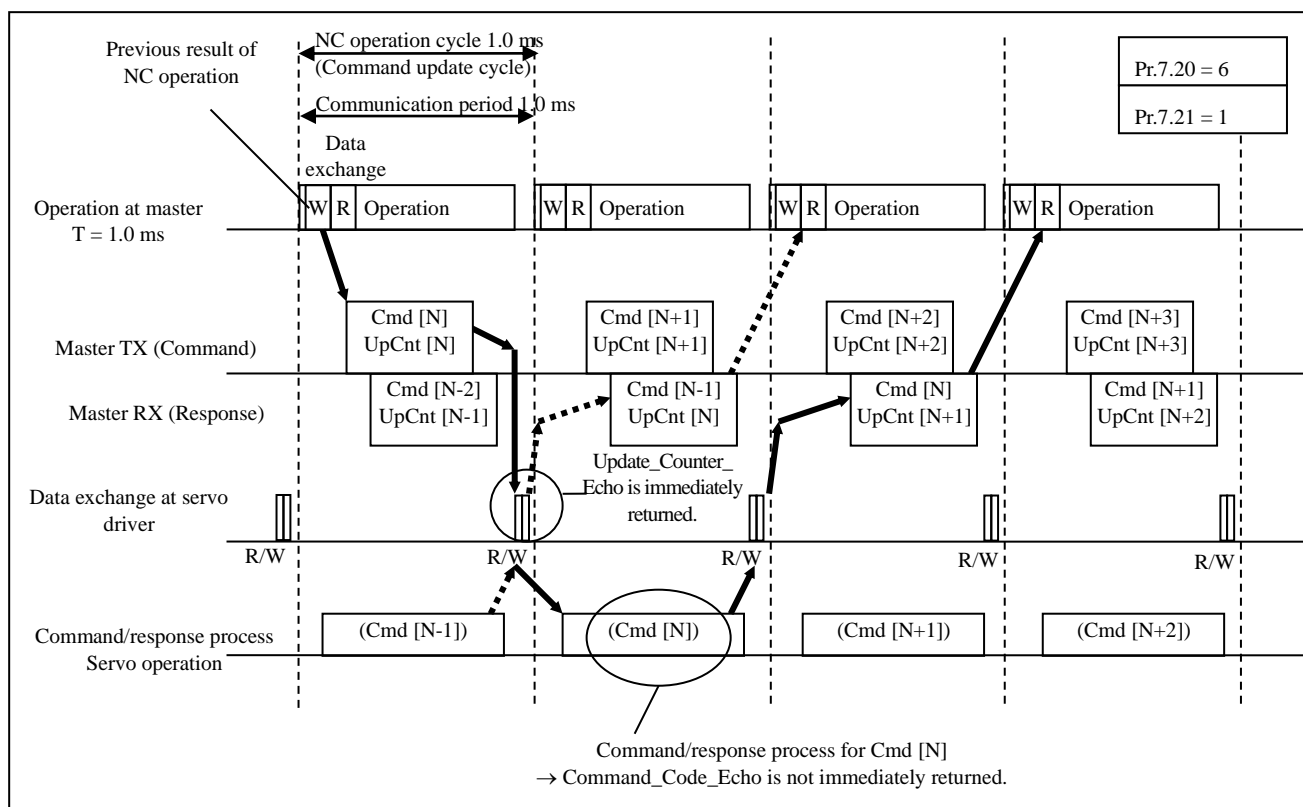 Previous result of
NC operation
NC operation cycle 1.0 ms
(Command update cycle)
Communication period 1.0 ms
Pr.7.20 = 6
Pr.7.21 = 1
Data
exchange
Operation at master
T = 1.0 ms
W R Operation
W R Operation
W R Operation
W R Operation
Master TX (Command)
Cmd [N]
UpCnt [N]
Cmd [N+1]
UpCnt [N+1]
Cmd [N+2]
UpCnt [N+2]
Cmd [N+3]
UpCnt [N+3]
Master RX (Response)
Cmd [N-2]
UpCnt [N-1]
Cmd [N-1]
UpCnt [N]
Cmd [N]
UpCnt [N+1]
Cmd [N+1]
UpCnt [N+2]
Update_Counter_
Echo is immediately
returned.
Data exchange at servo
driver
R/W
R/W
R/W
R/W
R/W
Command/response process
Servo operation
(Cmd [N-1])
(Cmd [N])
(Cmd [N+1])
(Cmd [N+2])
Command/response process for Cmd [N]
→ Command_Code_Echo is not immediately returned.